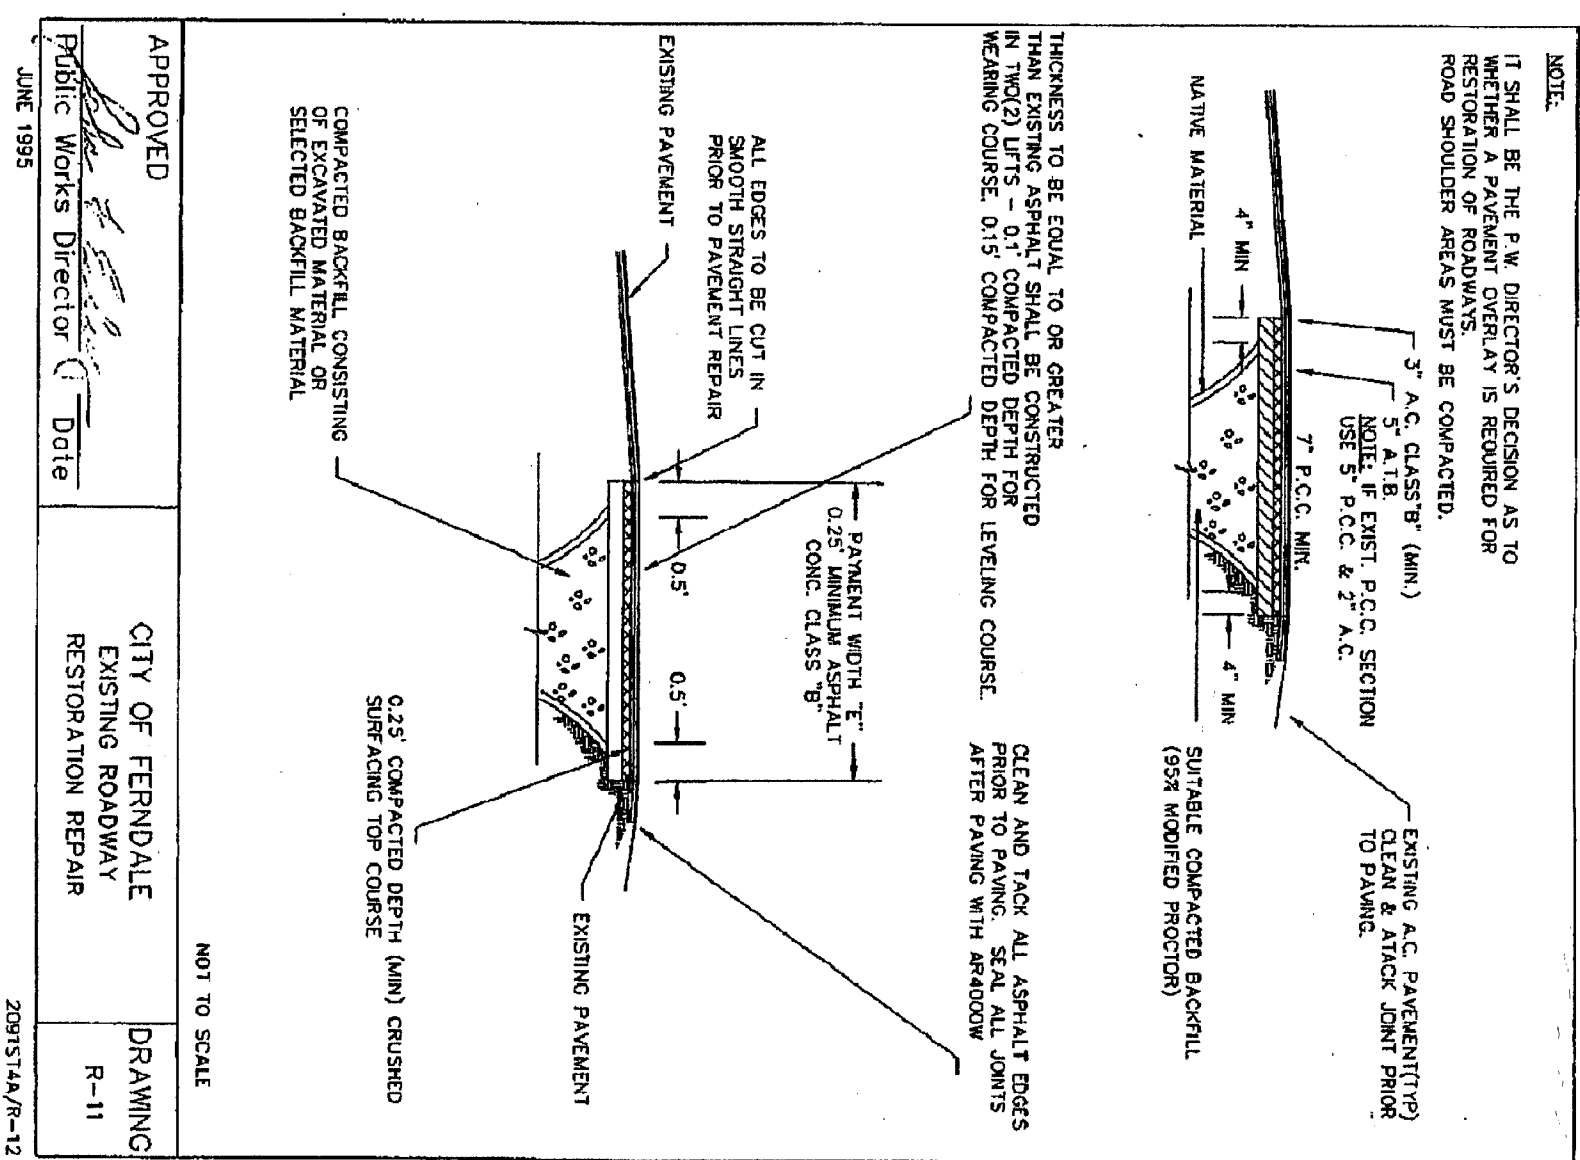 NOTE:
IT SHALL BE THE P.W. DIRECTOR'S DECISION AS TO
WHETHER A PAVEMENT OVERLAY IS REQUIRED FOR
RESTORATION OF ROADWAYS.
ROAD SHOULDER AREAS MUST BE COMPACTED.
3" A.C. CLASS"B" (MIN.)
5" A.T.B.
NOTE: IF EXIST. P.C.C. SECTION
USE 5" P.C.C. & 2" A.C.
7" P.C.C. MIN.
EXISTING A.C. PAVEMENT(TYP)
CLEAN & ATACK JOINT PRIOR
TO PAVING.
4" MIN
4" MIN
NATIVE MATERIAL
SUITABLE COMPACTED BACKFILL
(95% MODIFIED PROCTOR)
THICKNESS TO BE EQUAL TO OR GREATER
THAN EXISTING ASPHALT SHALL BE CONSTRUCTED
IN TWO(2) LIFTS - 0.1' COMPACTED DEPTH FOR
WEARING COURSE, 0.15' COMPACTED DEPTH FOR LEVELING COURSE.
CLEAN AND TACK ALL ASPHALT EDGES
PRIOR TO PAVING. SEAL ALL JOINTS
AFTER PAVING WITH AR4000W
PAYMENT WIDTH "E"
0.25' MINIMUM ASPHALT
CONC. CLASS "B"
ALL EDGES TO BE CUT IN
SMOOTH STRAIGHT LINES
PRIOR TO PAVEMENT REPAIR
0.5'
0.5'
EXISTING PAVEMENT
EXISTING PAVEMENT
COMPACTED BACKFILL CONSISTING
OF EXCAVATED MATERIAL OR
SELECTED BACKFILL MATERIAL
0.25' COMPACTED DEPTH (MIN) CRUSHED
SURFACING TOP COURSE
NOT TO SCALE
APPROVED
Public Works Director Date
JUNE 1995
CITY OF FERNDALE
EXISTING ROADWAY
RESTORATION REPAIR
DRAWING
R-11
2097ST4A/R-12